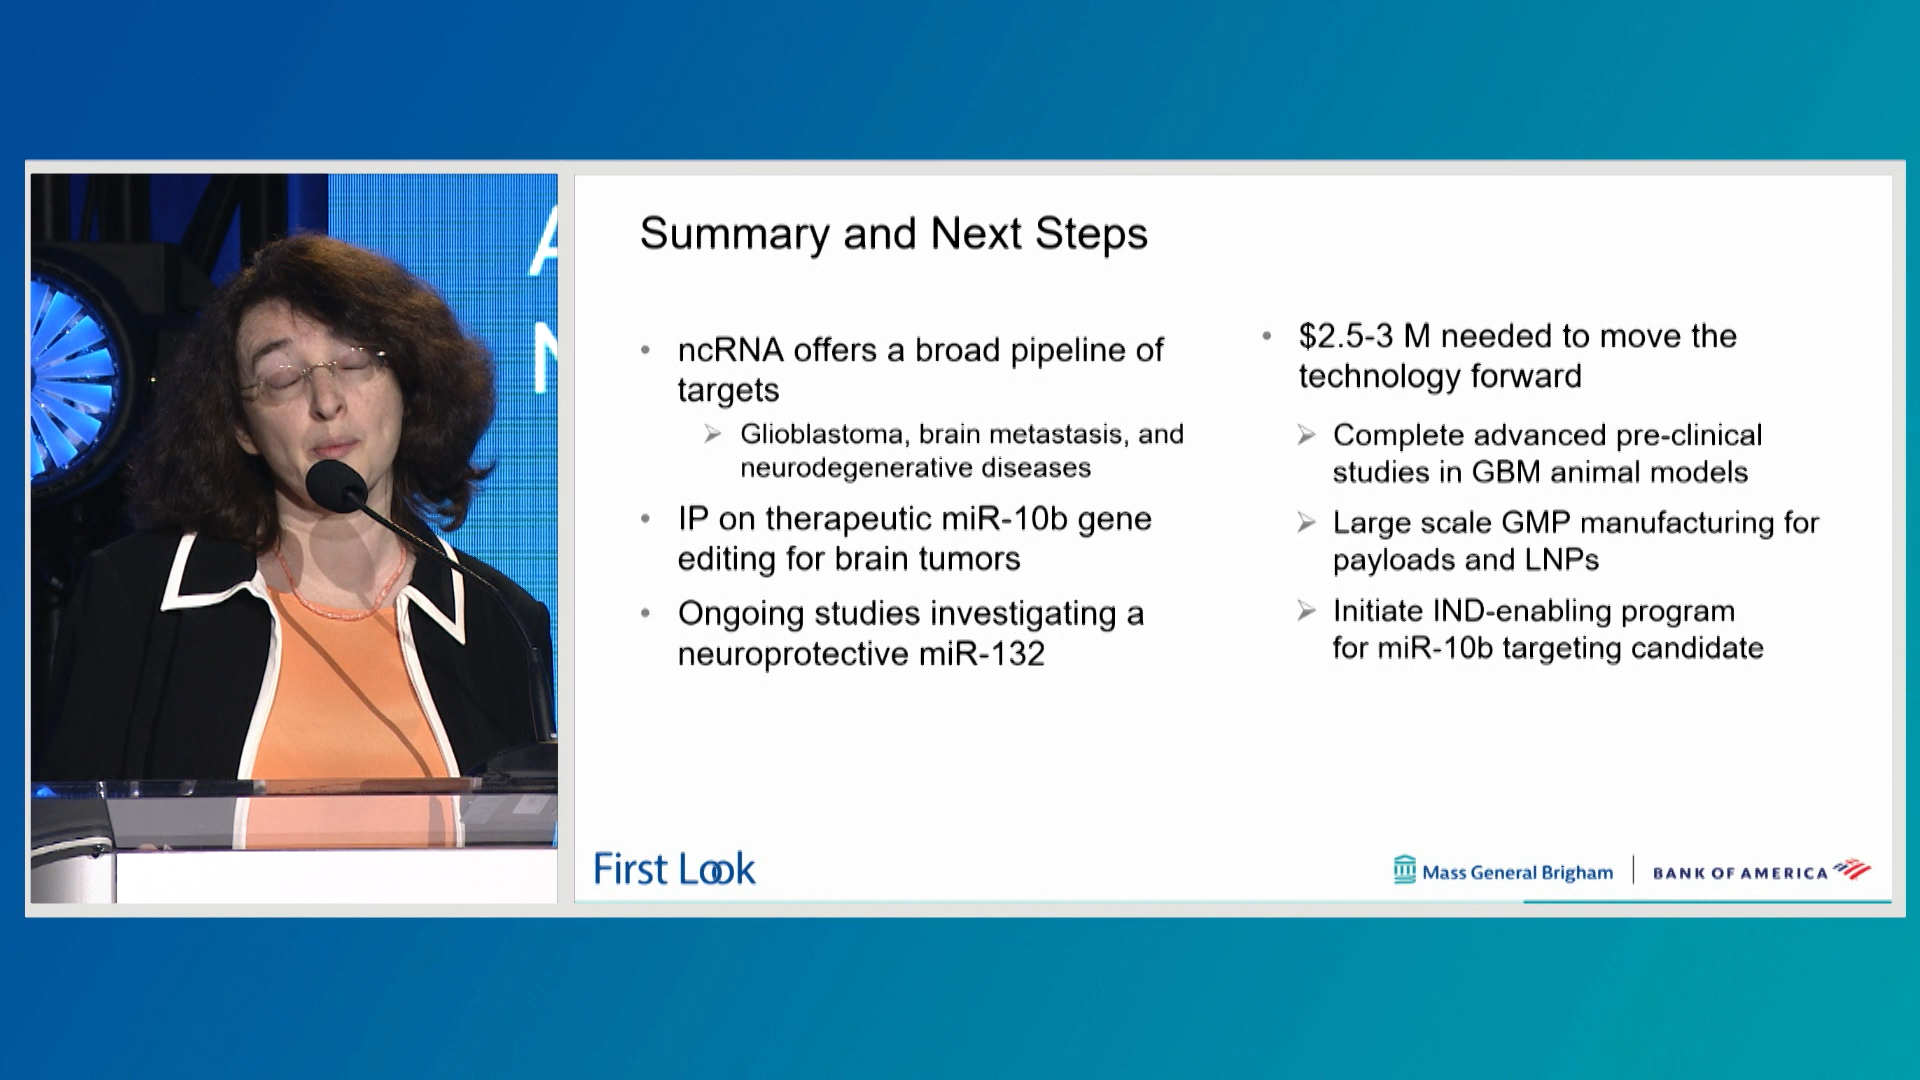 A
N
Summary and Next Steps
• ncRNA offers a broad pipeline of
targets
➢ Glioblastoma, brain metastasis, and
neurodegenerative diseases
• IP on therapeutic miR-10b gene
editing for brain tumors
• Ongoing studies investigating a
neuroprotective miR-132
• $2.5-3 M needed to move the
technology forward
➢ Complete advanced pre-clinical
studies in GBM animal models
➢ Large scale GMP manufacturing for
payloads and LNPs
➢ Initiate IND-enabling program
for miR-10b targeting candidate
First Look
Mass General Brigham
BANK OF AMERICA